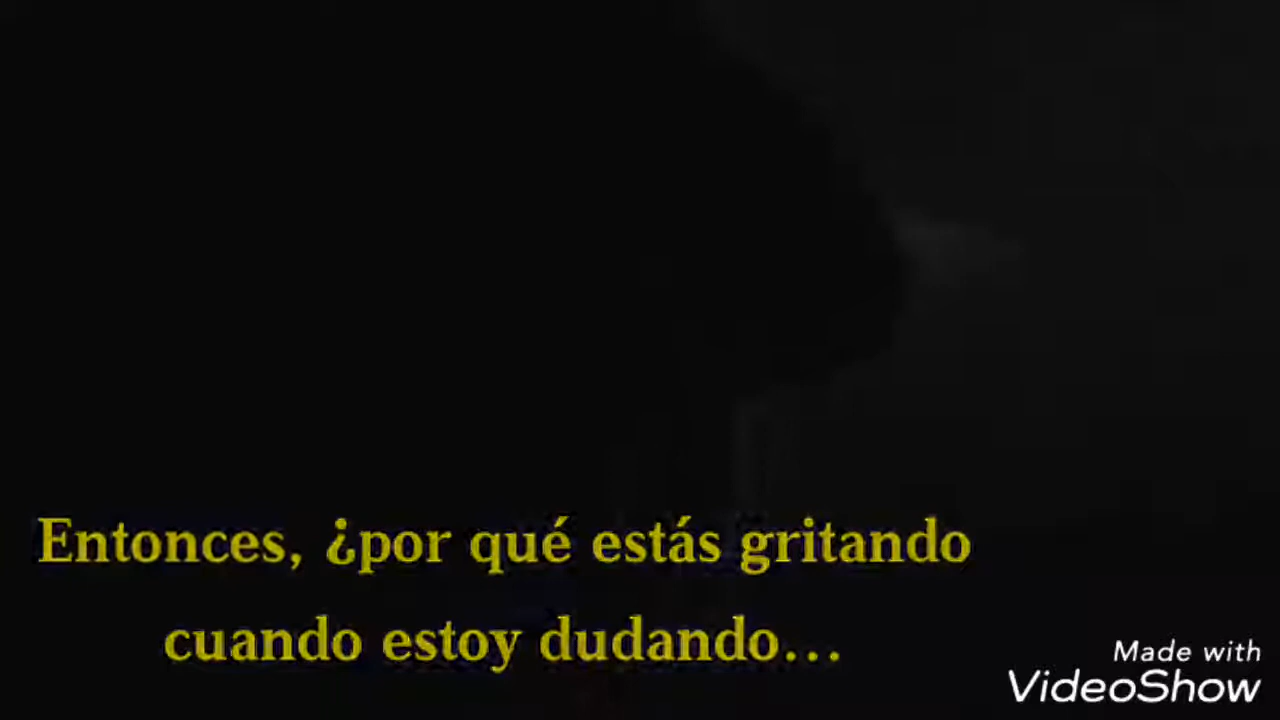 Entonces, ¿por qué estás gritando
cuando estoy dudando...
Made with
VideoShow